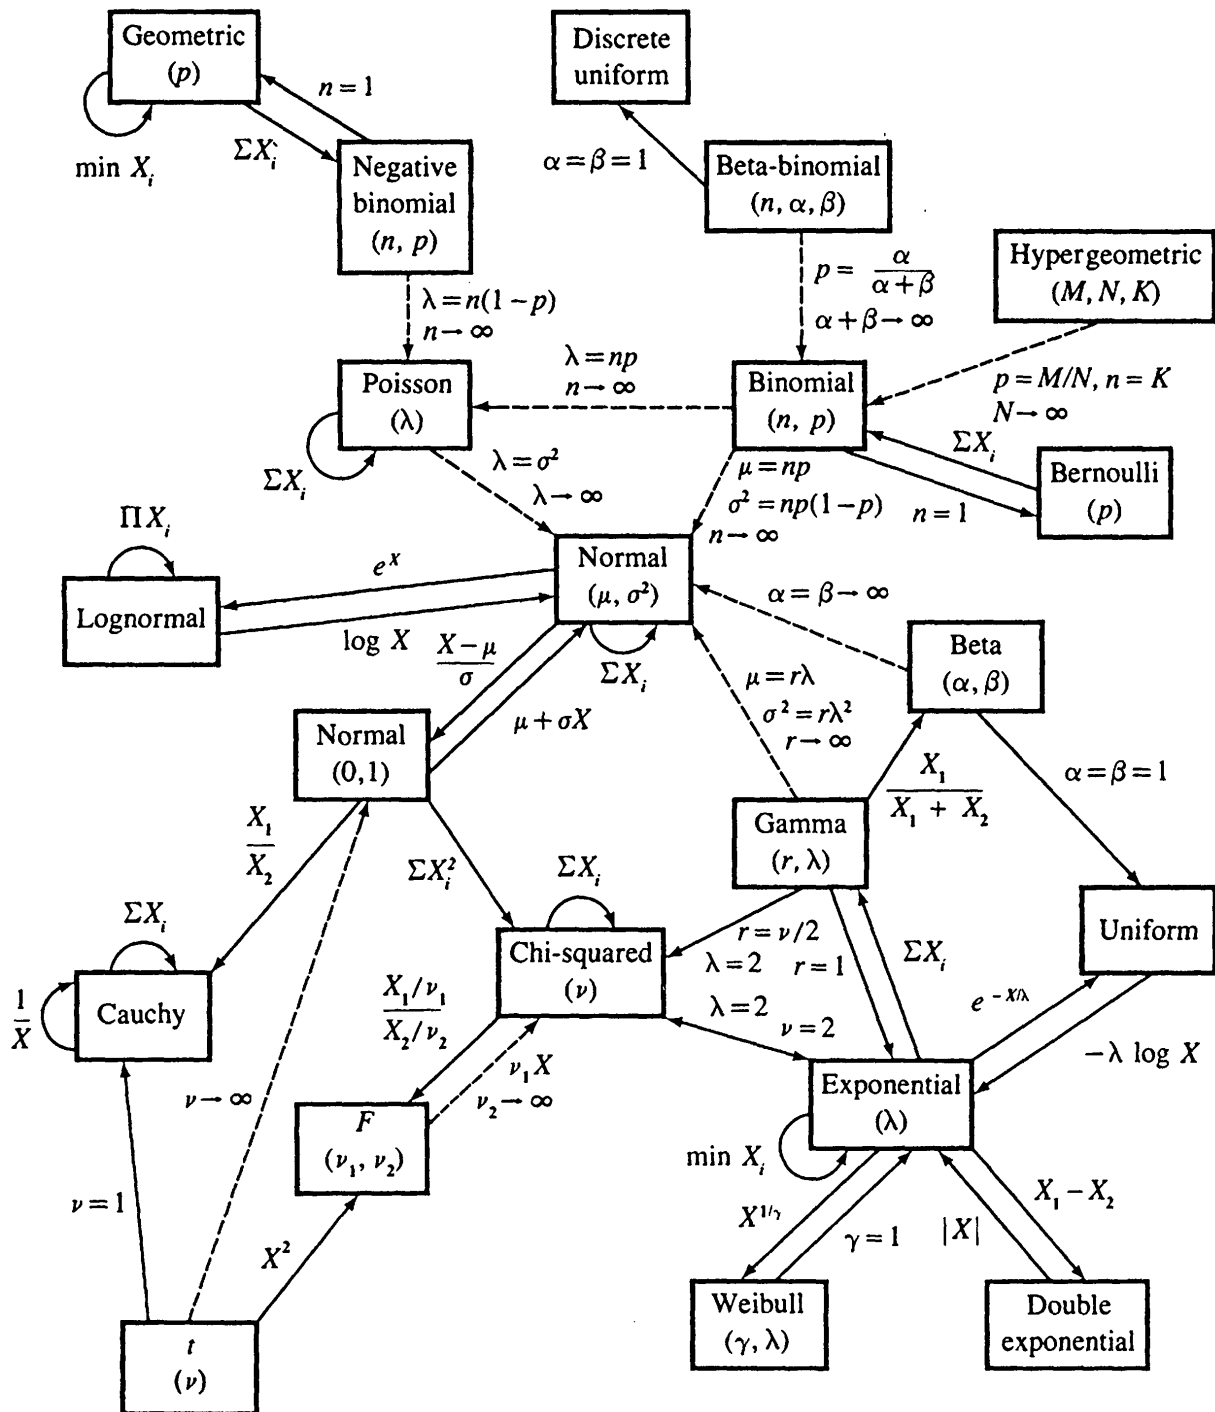 Geometric
(p)
n = 1
min X_i
ΣX_i
Negative
binomial
(n, p)
Discrete
uniform
α = β = 1
Beta-binomial
(n, α, β)
Hypergeometric
(M, N, K)
p = α / (α + β)
α + β → ∞
λ = n(1 − p)
n → ∞
λ = np
n → ∞
Poisson
(λ)
Binomial
(n, p)
p = M/N, n = K
N → ∞
ΣX_i
ΣX_i
Bernoulli
(p)
n = 1
λ = σ²
λ → ∞
μ = np
σ² = np(1 − p)
n → ∞
ΠX_i
Lognormal
e^X
log X
Normal
(μ, σ²)
ΣX_i
α = β → ∞
Beta
(α, β)
(X − μ) / σ
μ + σX
μ = rλ
σ² = rλ²
r → ∞
Normal
(0,1)
X_1 / (X_1 + X_2)
α = β = 1
Gamma
(r, λ)
X_1 / X_2
ΣX_i²
ΣX_i
ΣX_i
Chi-squared
(ν)
r = ν/2
λ = 2
r = 1
ΣX_i
Uniform
1 / X
Cauchy
(X_1/ν_1) / (X_2/ν_2)
λ = 2
ν = 2
e^{−X/λ}
−λ log X
ν → ∞
ν_1 X
ν_2 → ∞
Exponential
(λ)
F
(ν_1, ν_2)
min X_i
ν = 1
X²
X^{1/γ}
γ = 1
|X|
X_1 − X_2
Weibull
(γ, λ)
Double
exponential
t
(ν)